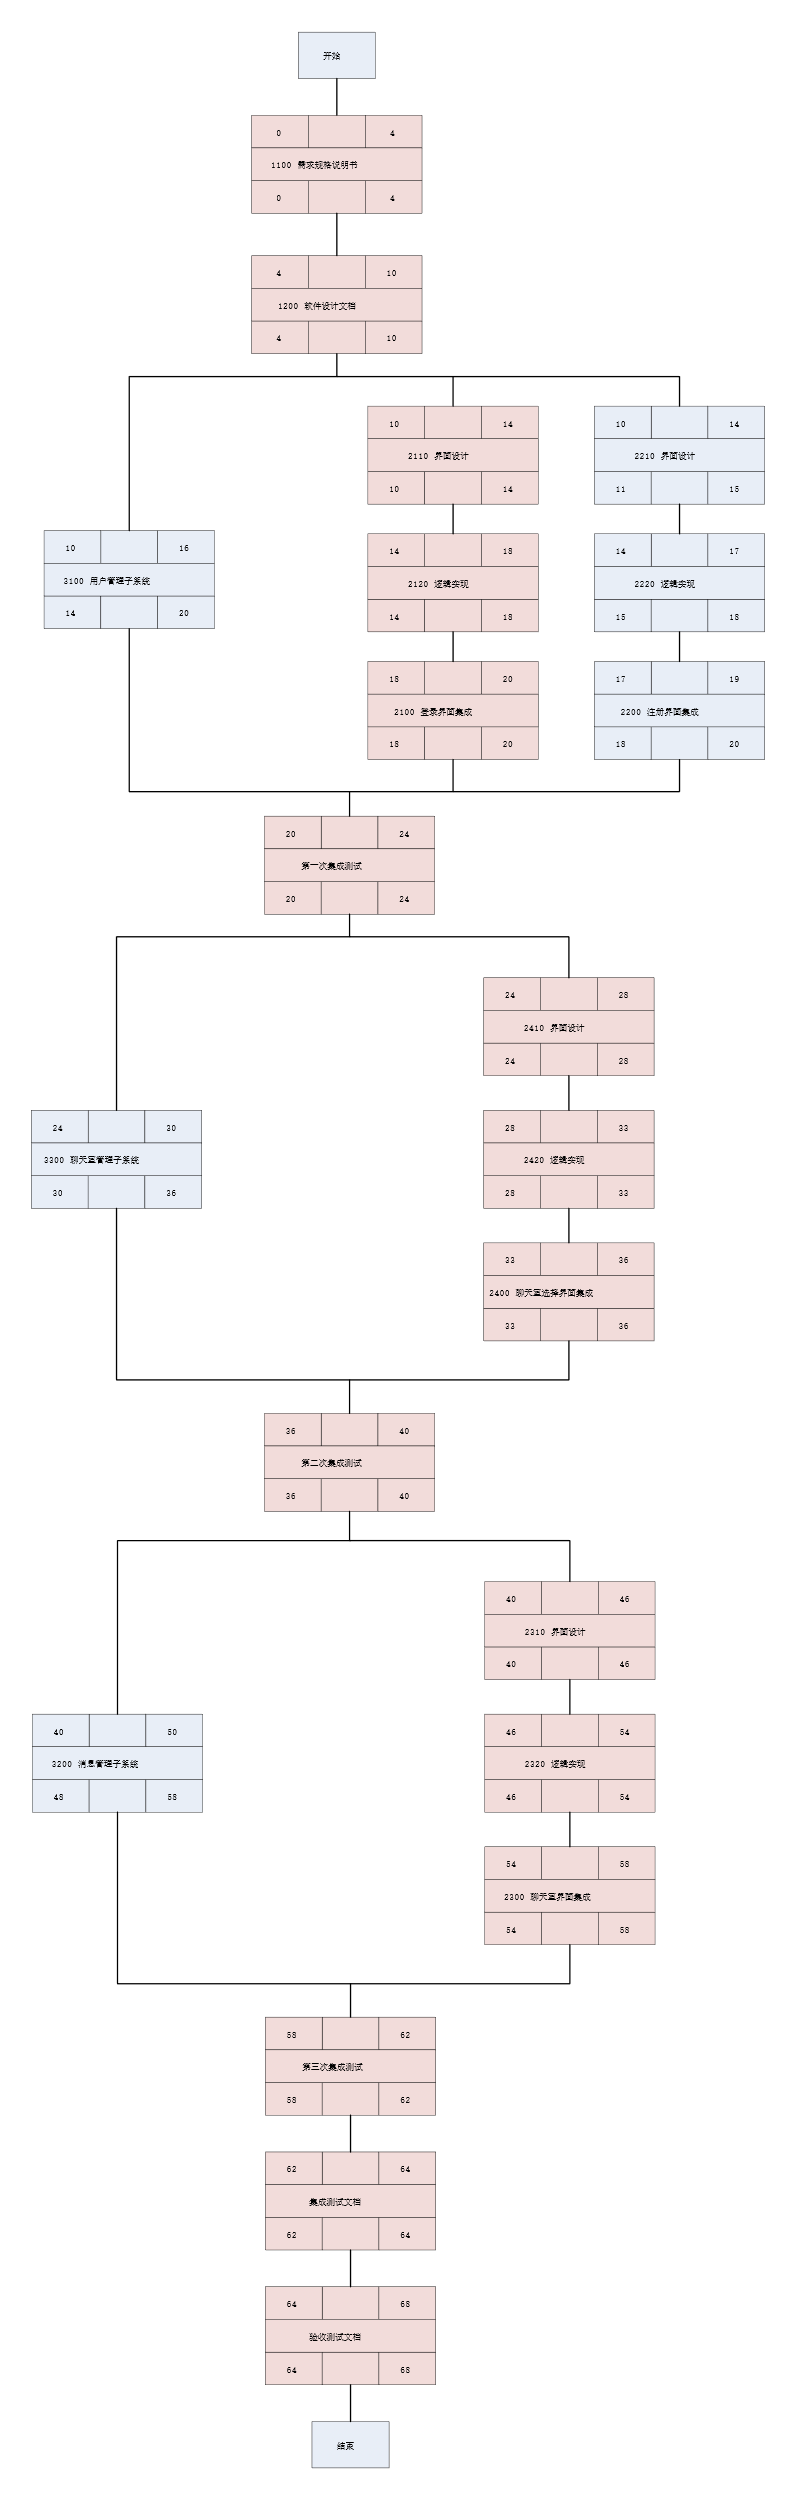 开始
0 4
1100 需求规格说明书
0 4
4 10
1200 软件设计文档
4 10
10 14
2110 界面设计
10 14
10 14
2210 界面设计
11 15
10 16
3100 用户管理子系统
14 20
14 18
2120 逻辑实现
14 18
14 17
2220 逻辑实现
15 18
18 20
2100 登录界面集成
18 20
17 19
2200 注册界面集成
18 20
20 24
第一次集成测试
20 24
24 28
2410 界面设计
24 28
24 30
3300 聊天室管理子系统
30 36
28 33
2420 逻辑实现
28 33
33 36
2400 聊天室选择界面集成
33 36
36 40
第二次集成测试
36 40
40 46
2310 界面设计
40 46
40 50
3200 消息管理子系统
48 58
46 54
2320 逻辑实现
46 54
54 58
2300 聊天室界面集成
54 58
58 62
第三次集成测试
58 62
62 64
集成测试文档
62 64
64 68
验收测试文档
64 68
结束